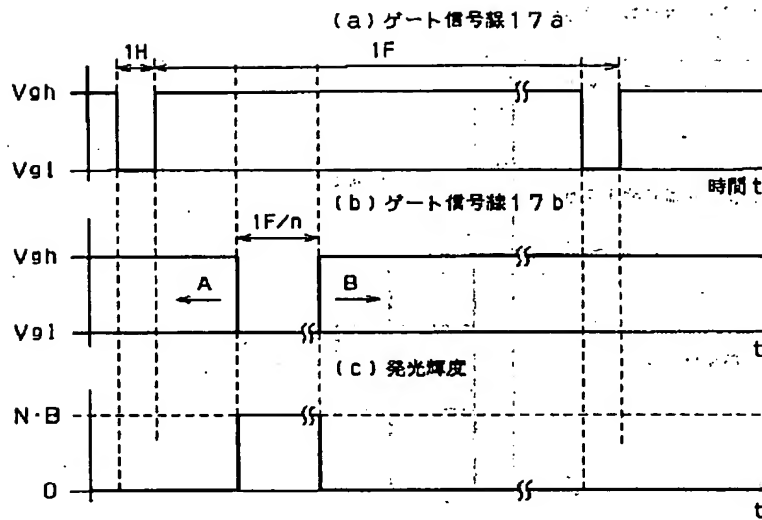 (a)ゲート信号線17a
1H
1F
Vgh
Vgl
時間t
(b)ゲート信号線17b
1F/n
Vgh
A
B
Vgl
t
(c)発光輝度
N·B
0
t